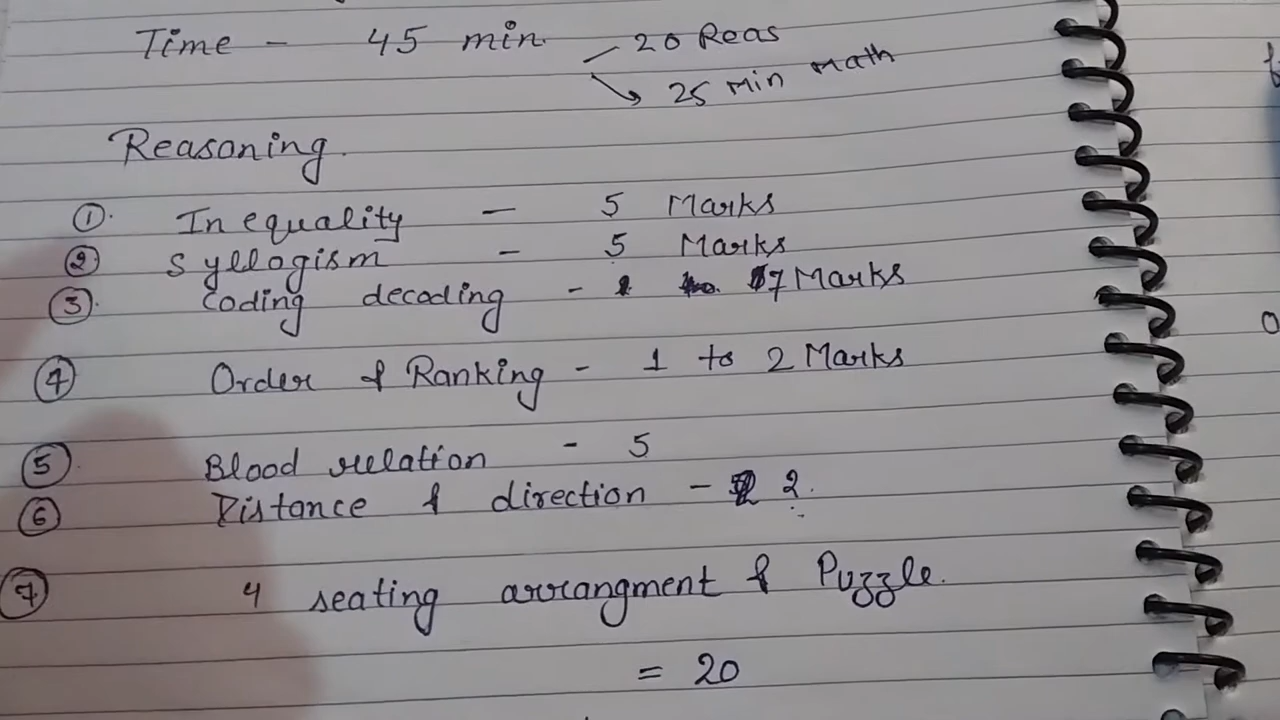 Time - 45 min. 20 Reas
25 Min math
Reasoning.
①. Inequality - 5 Marks
② Syllogism - 5 Marks
③. Coding decoding - 7 Marks
④ Order & Ranking - 1 to 2 Marks
⑤. Blood relation - 5
⑥ Distance & direction - 2.
⑦ 4 seating arrangment & Puzzle.
= 20